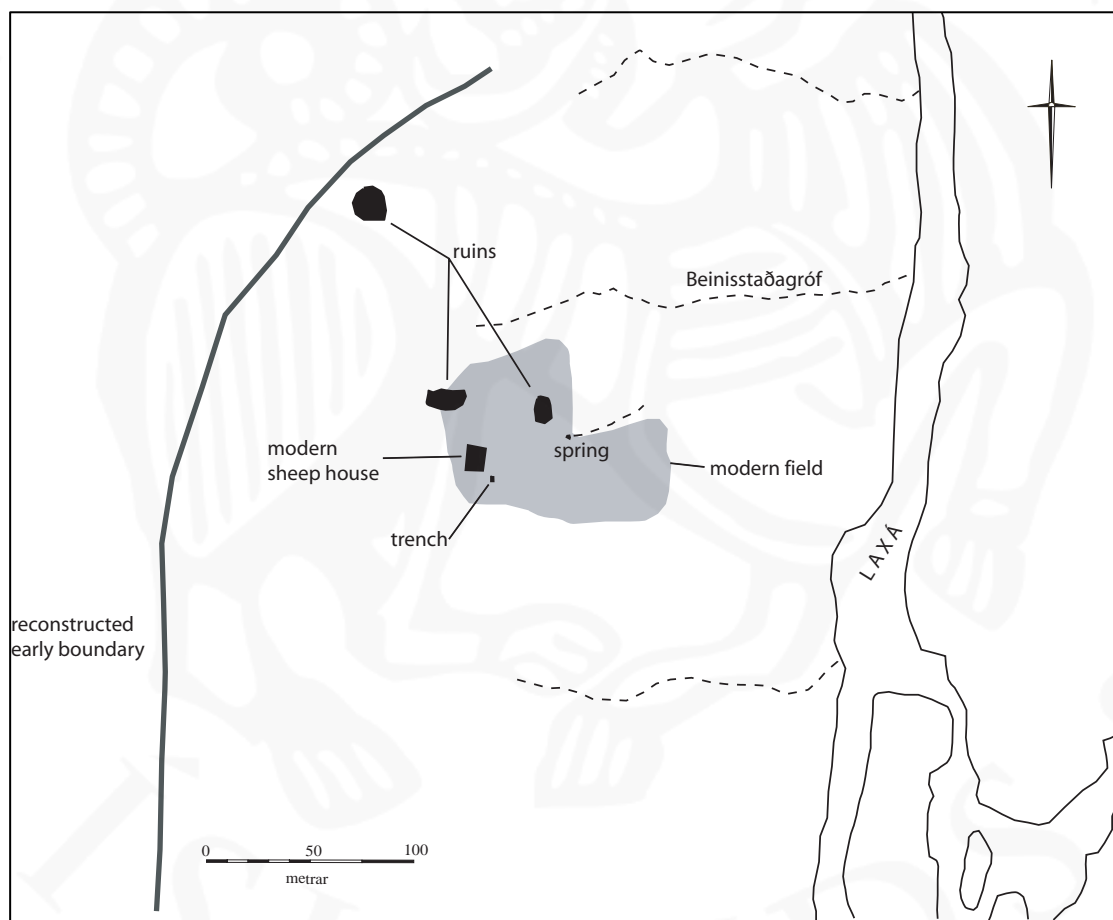 ruins
Beinisstaðagróf
modern
sheep house
spring
modern field
trench
LAXÁ
reconstructed
early boundary
0 50 100
metrar